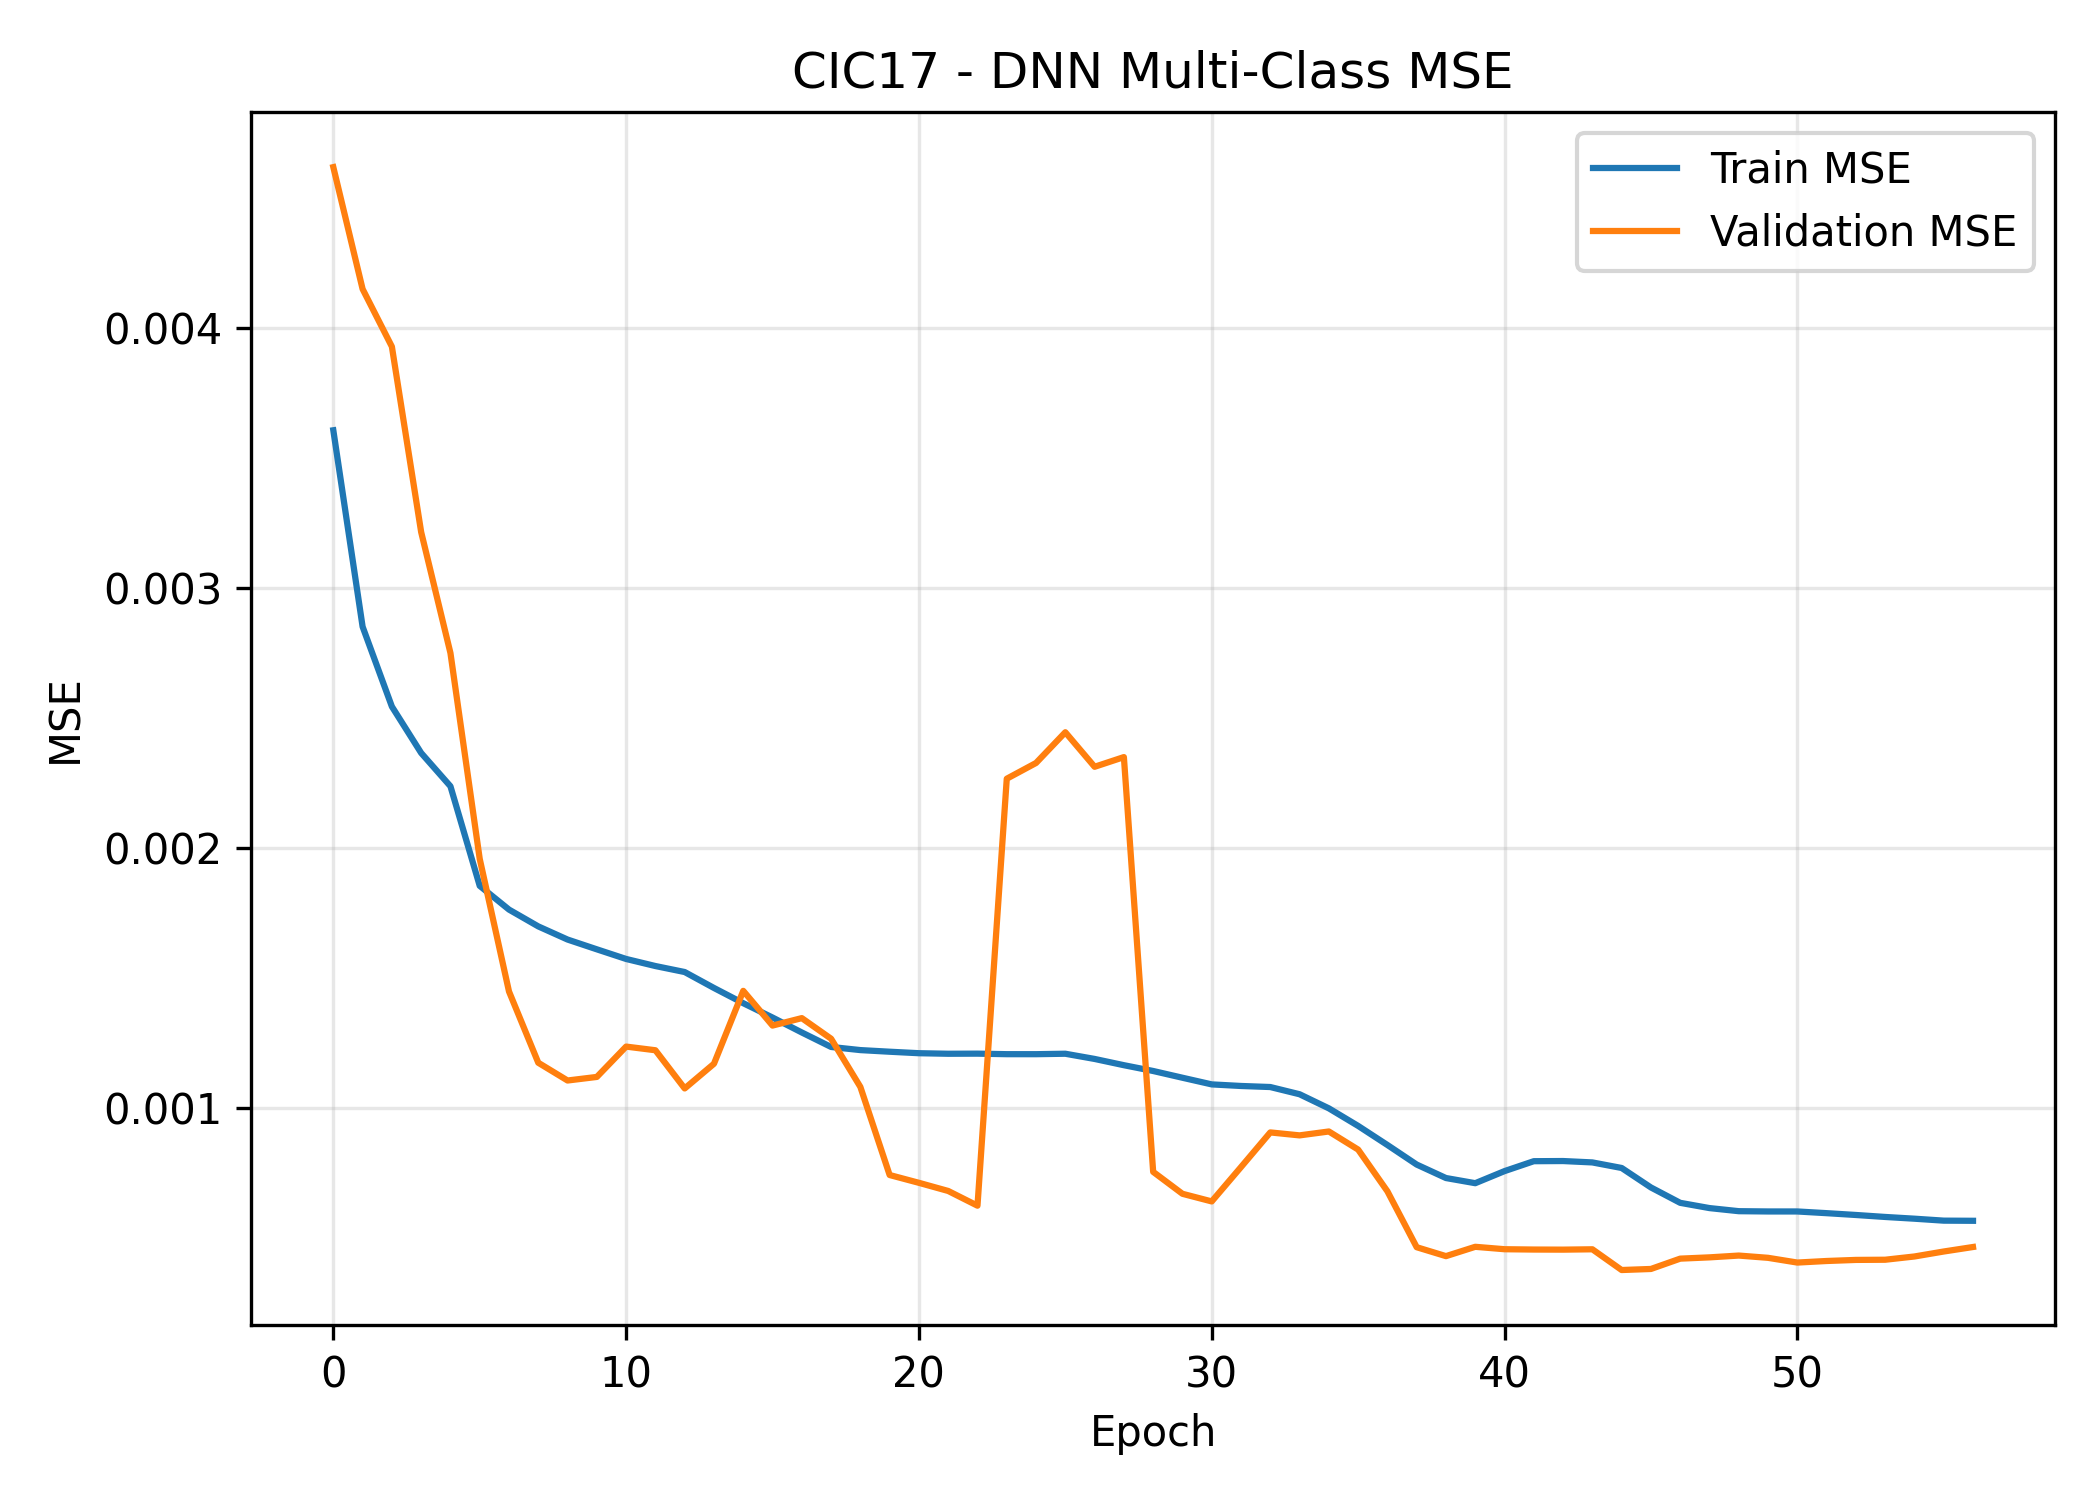 CIC17 - DNN Multi-Class MSE
Train MSE
Validation MSE
0.004
0.003
0.002
0.001
MSE
0 10 20 30 40 50
Epoch